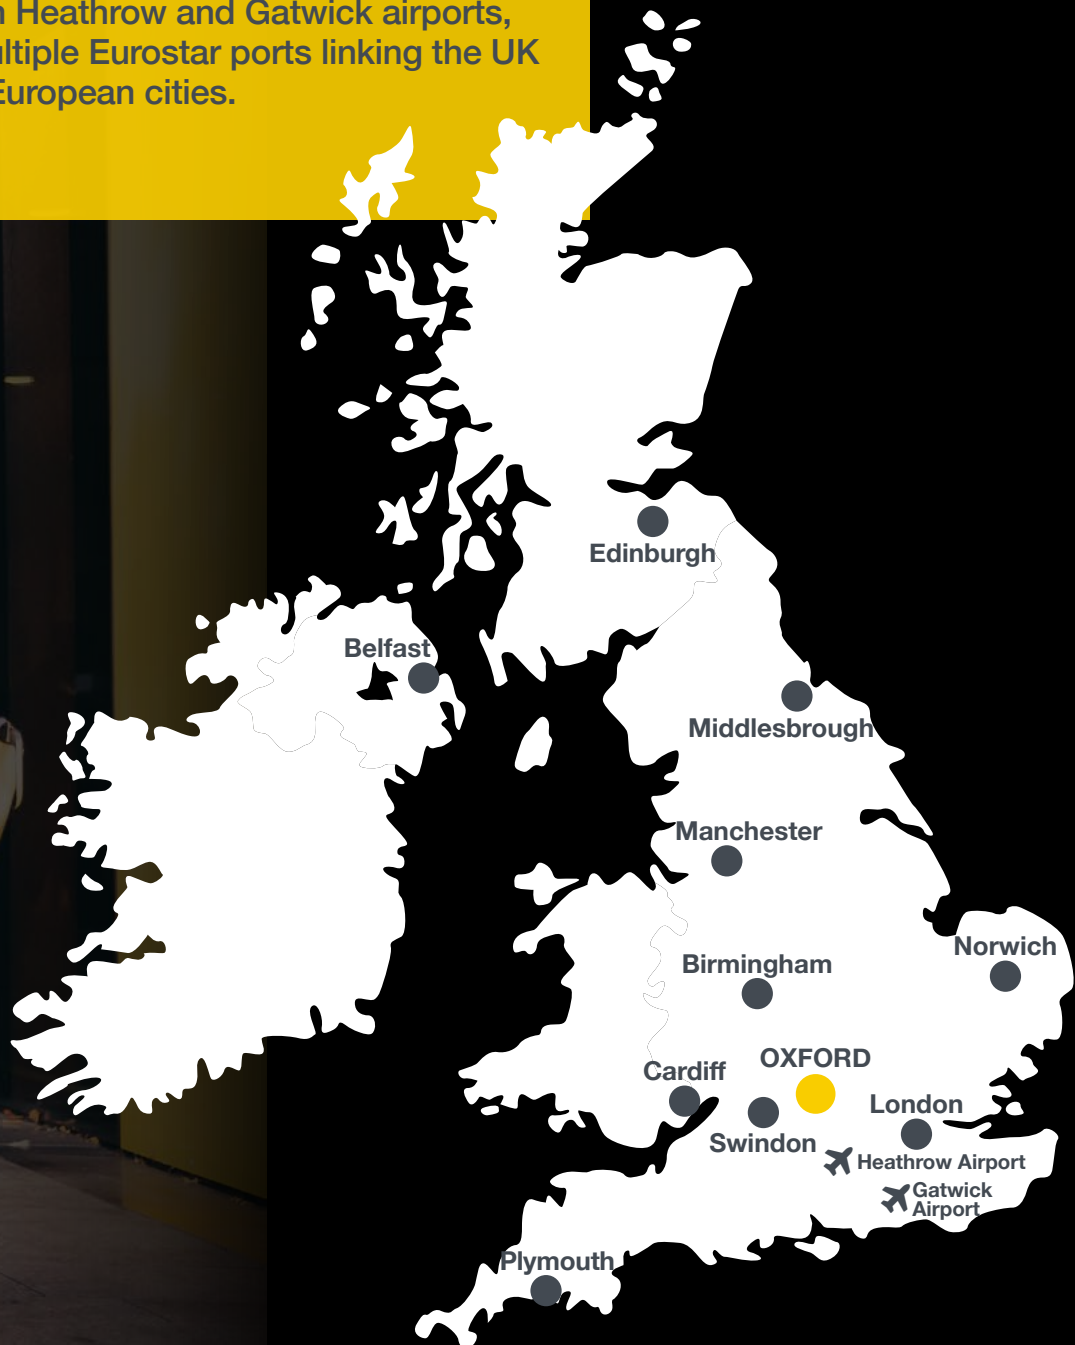 Heathrow and Gatwick airports,
Eurostar ports linking the UK
European cities.
Edinburgh
Belfast
Middlesbrough
Manchester
Norwich
Birmingham
OXFORD
Cardiff
London
Swindon
Heathrow Airport
Gatwick
Airport
Plymouth